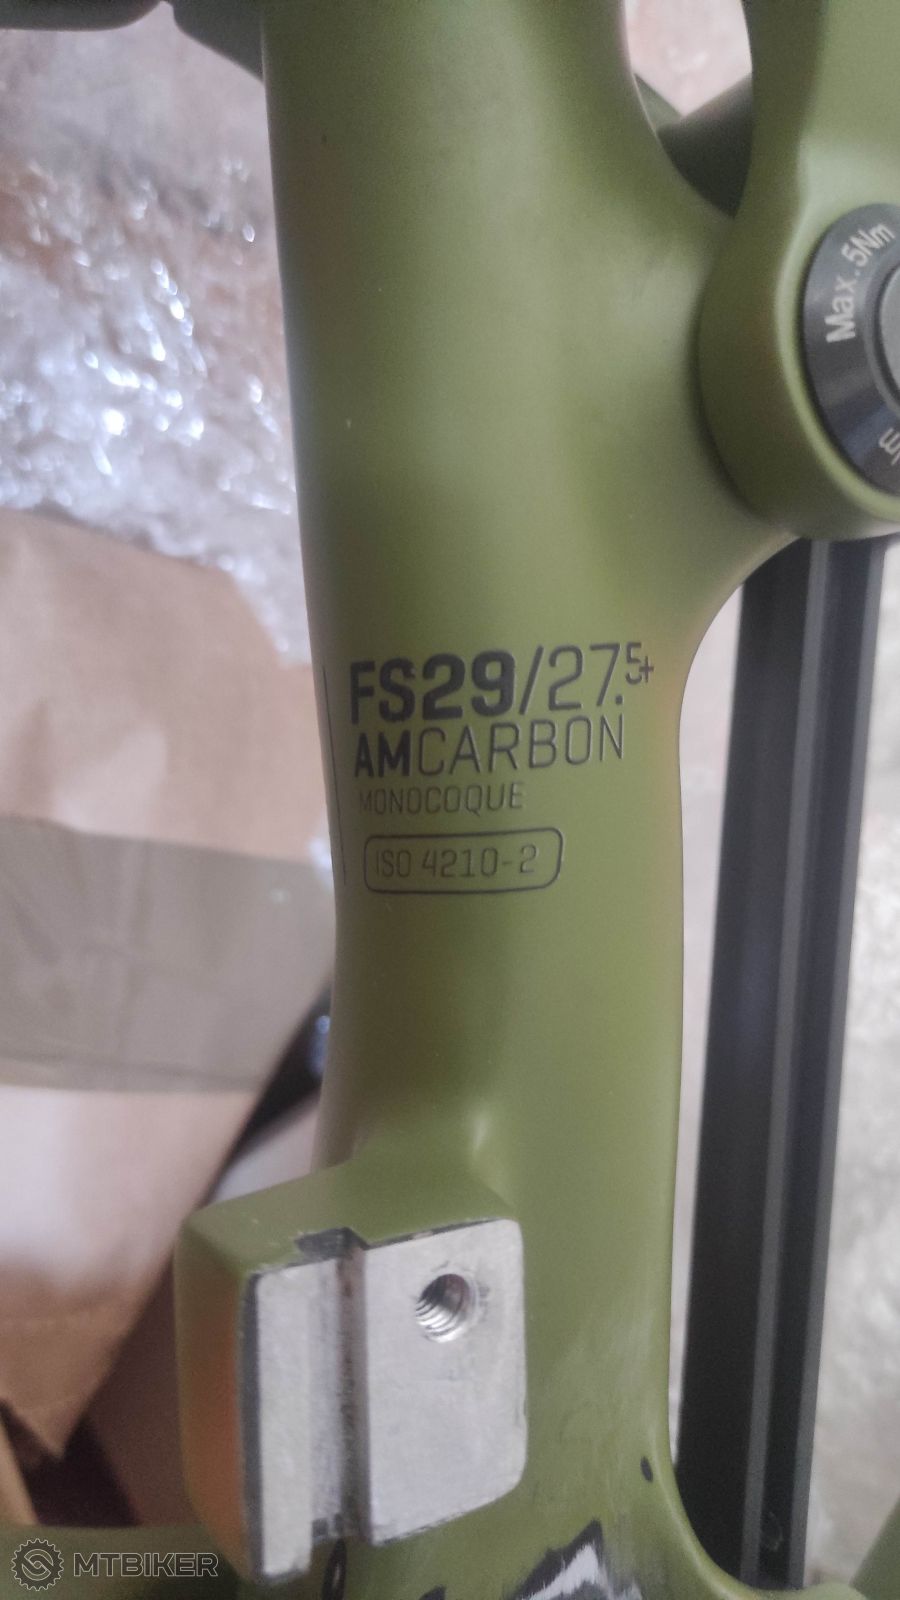 Max. 5Nm
FS29/27.5+
AMCARBON
MONOCOQUE
ISO 4210-2
MTBIKER